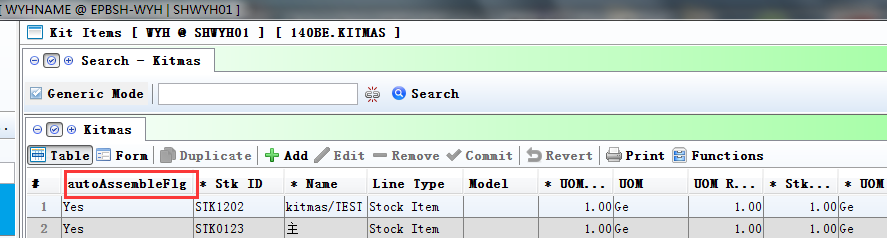 [ WYHNAME @ EPBSH-WYH | SHWYH01 ]
Kit Items [ WYH @ SHWYH01 ] [ 140BE.KITMAS ]
Search - Kitmas
Generic Mode Search
Kitmas
Table Form Duplicate Add Edit Remove Commit Revert Print Functions
# autoAssembleFlg * Stk ID * Name Line Type Model * UOM... UOM UOM R... * Stk... * UOM
1 Yes STK1202 kitmas/TEST Stock Item 1.00 Ge 1.00 1.00 Ge
2 Yes STK0123 主 Stock Item 1.00 Ge 1.00 1.00 Ge